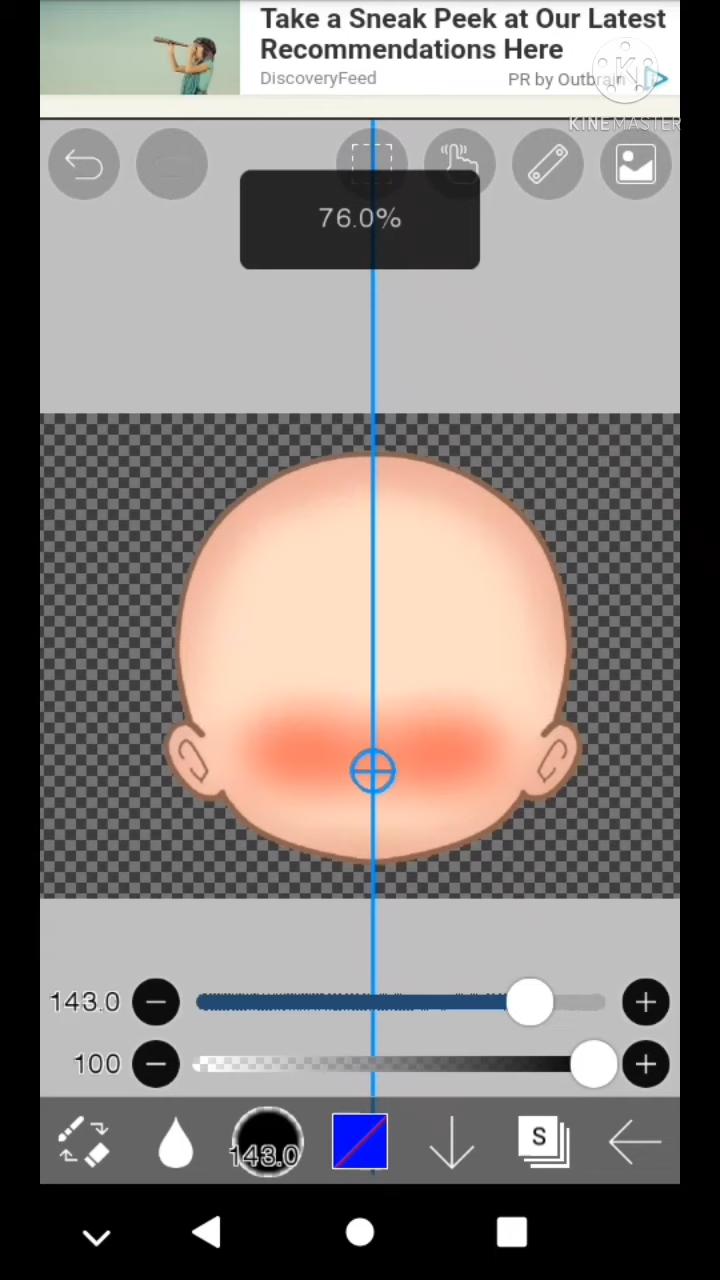 Take a Sneak Peek at Our Latest
Recommendations Here
DiscoveryFeed
PR by Outbrain
K
KINEMASTER
76.0%
143.0
100
143.0
S